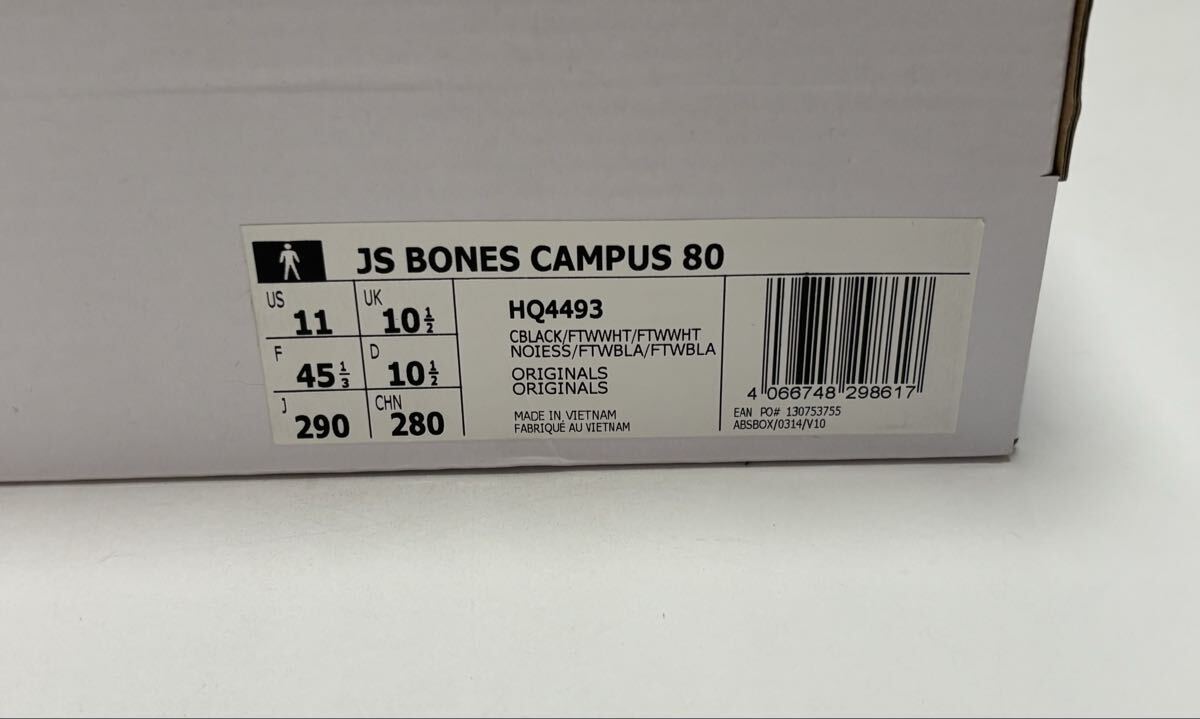 JS BONES CAMPUS 80
US 11 UK 10½
F 45⅓ D 10½
J 290 CHN 280
HQ4493
CBLACK/FTWWHT/FTWWHT
NOIESS/FTWBLA/FTWBLA
ORIGINALS
ORIGINALS
MADE IN VIETNAM
FABRIQUÉ AU VIETNAM
4 066748 298617
EAN PO# 130753755
ABSBOX/0314/V10